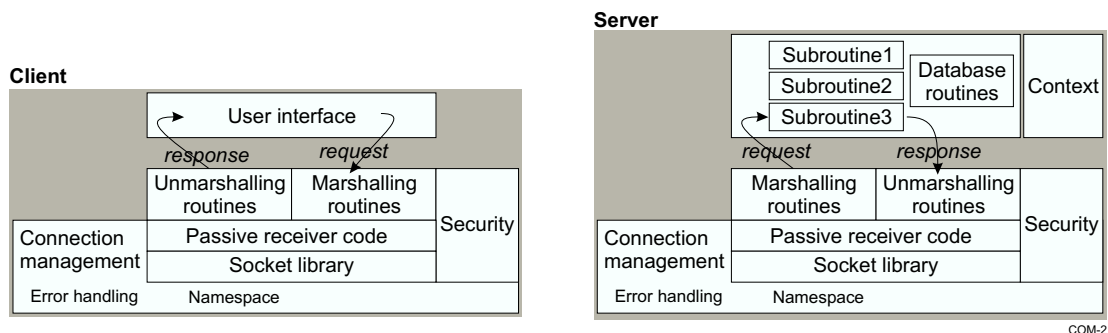 Client
User interface
response
request
Unmarshalling
routines
Marshalling
routines
Security
Connection
management
Passive receiver code
Socket library
Error handling
Namespace
Server
Subroutine1
Subroutine2
Subroutine3
Database
routines
Context
request
response
Marshalling
routines
Unmarshalling
routines
Security
Connection
management
Passive receiver code
Socket library
Error handling
Namespace
COM-2